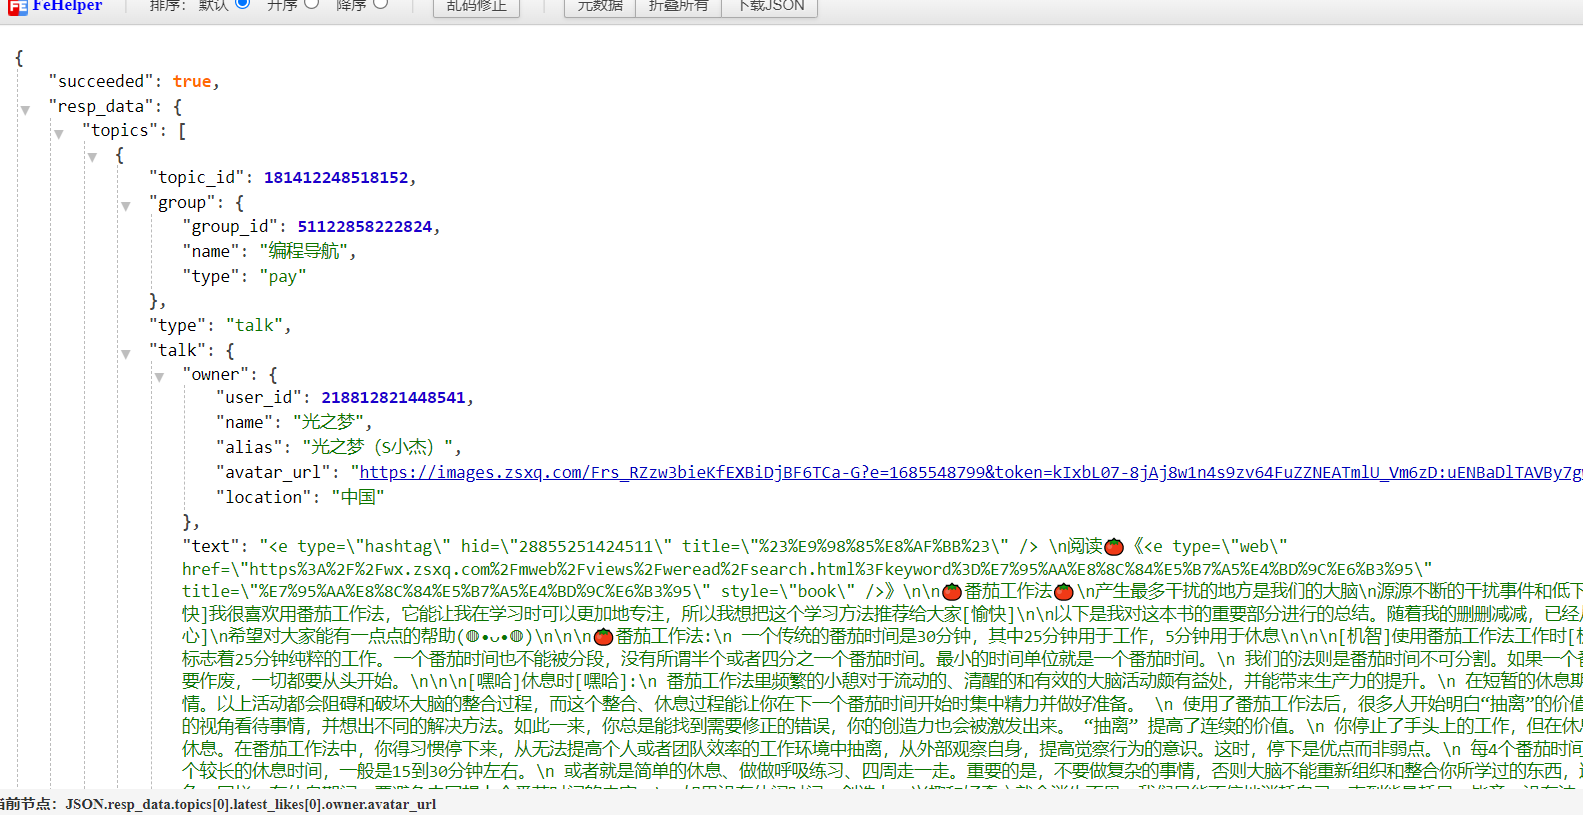 FeHelper 排序： 默认 升序 降序 乱码修正 元数据 折叠所有 下载JSON
{
"succeeded": true,
"resp_data": {
"topics": [
{
"topic_id": 181412248518152,
"group": {
"group_id": 51122858222824,
"name": "编程导航",
"type": "pay"
},
"type": "talk",
"talk": {
"owner": {
"user_id": 218812821448541,
"name": "光之梦",
"alias": "光之梦（S小杰）",
"avatar_url": "https://images.zsxq.com/Frs_RZzw3bieKfEXBiDjBF6TCa-G?e=1685548799&token=kIxbL07-8jAj8w1n4s9zv64FuZZNEATmlU_Vm6zD:uENBaDlTAVBy7g
"location": "中国"
},
"text": "<e type=\"hashtag\" hid=\"28855251424511\" title=\"%23%E9%98%85%E8%AF%BB%23\" /> \n阅读🍅《<e type=\"web\"
href=\"https%3A%2F%2Fwx.zsxq.com%2Fmweb%2Fviews%2Fweread%2Fsearch.html%3Fkeyword%3D%E7%95%AA%E8%8C%84%E5%B7%A5%E4%BD%9C%E6%B3%95\"
title=\"%E7%95%AA%E8%8C%84%E5%B7%A5%E4%BD%9C%E6%B3%95\" style=\"book\" />》\n\n🍅番茄工作法🍅\n产生最多干扰的地方是我们的大脑\n源源不断的干扰事件和低下
快]我很喜欢用番茄工作法，它能让我在学习时可以更加地专注，所以我想把这个学习方法推荐给大家[愉快]\n\n以下是我对这本书的重要部分进行的总结。随着我的删删减减，已经
心]\n希望对大家能有一点点的帮助(◍•ᴗ•◍)\n\n\n🍅番茄工作法:\n 一个传统的番茄时间是30分钟，其中25分钟用于工作，5分钟用于休息\n\n\n[机智]使用番茄工作法工作时[
标志着25分钟纯粹的工作。一个番茄时间也不能被分段，没有所谓半个或者四分之一个番茄时间。最小的时间单位就是一个番茄时间。\n 我们的法则是番茄时间不可分割。如果一个
要作废，一切都要从头开始。\n\n\n[嘿哈]休息时[嘿哈]:\n 番茄工作法里频繁的小憩对于流动的、清醒的和有效的大脑活动颇有益处，并能带来生产力的提升。\n 在短暂的休息期
情。以上活动都会阻碍和破坏大脑的整合过程，而这个整合、休息过程能让你在下一个番茄时间开始时集中精力并做好准备。 \n 使用了番茄工作法后，很多人开始明白“抽离”的价值
的视角看待事情，并想出不同的解决方法。如此一来，你总是能找到需要修正的错误，你的创造力也会被激发出来。 “抽离” 提高了连续的价值。\n 你停止了手头上的工作，但在休
休息。在番茄工作法中，你得习惯停下来，从无法提高个人或者团队效率的工作环境中抽离，从外部观察自身，提高觉察行为的意识。这时，停下是优点而非弱点。\n 每4个番茄时间
个较长的休息时间，一般是15到30分钟左右。\n 或者就是简单的休息、做做呼吸练习、四周走一走。重要的是，不要做复杂的事情，否则大脑不能重新组织和整合你所学过的东西，
当前节点：JSON.resp_data.topics[0].latest_likes[0].owner.avatar_url